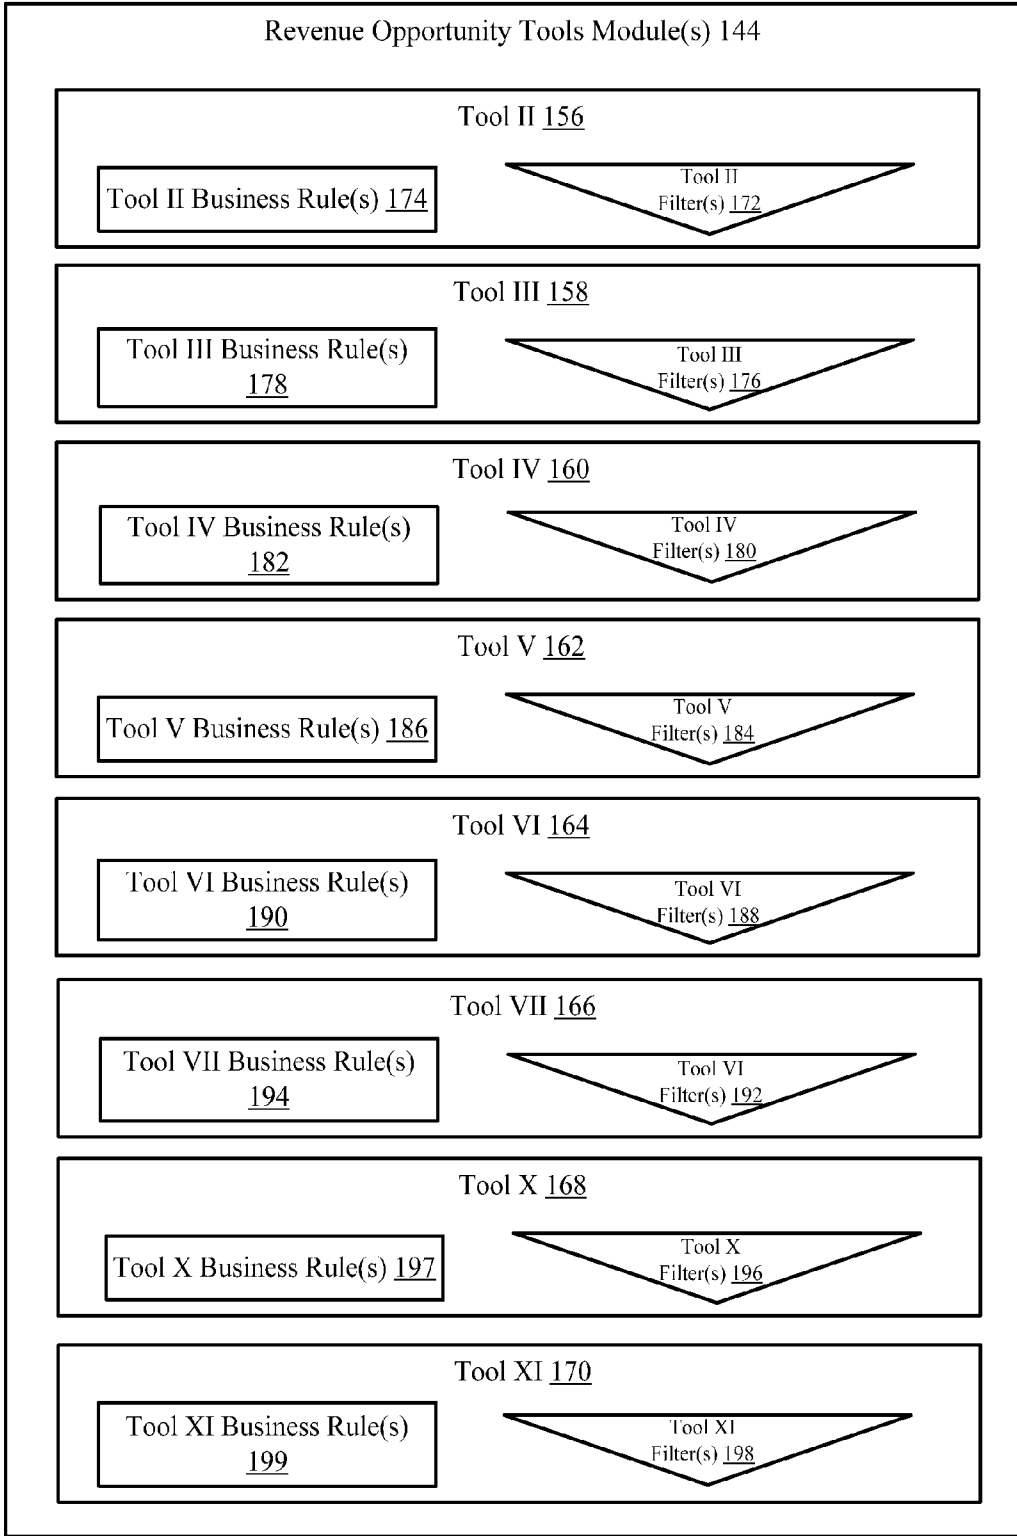 Revenue Opportunity Tools Module(s) 144
Tool II 156
Tool II Business Rule(s) 174
Tool II
Filter(s) 172
Tool III 158
Tool III Business Rule(s)
178
Tool III
Filter(s) 176
Tool IV 160
Tool IV Business Rule(s)
182
Tool IV
Filter(s) 180
Tool V 162
Tool V Business Rule(s) 186
Tool V
Filter(s) 184
Tool VI 164
Tool VI Business Rule(s)
190
Tool VI
Filter(s) 188
Tool VII 166
Tool VII Business Rule(s)
194
Tool VI
Filter(s) 192
Tool X 168
Tool X Business Rule(s) 197
Tool X
Filter(s) 196
Tool XI 170
Tool XI Business Rule(s)
199
Tool XI
Filter(s) 198